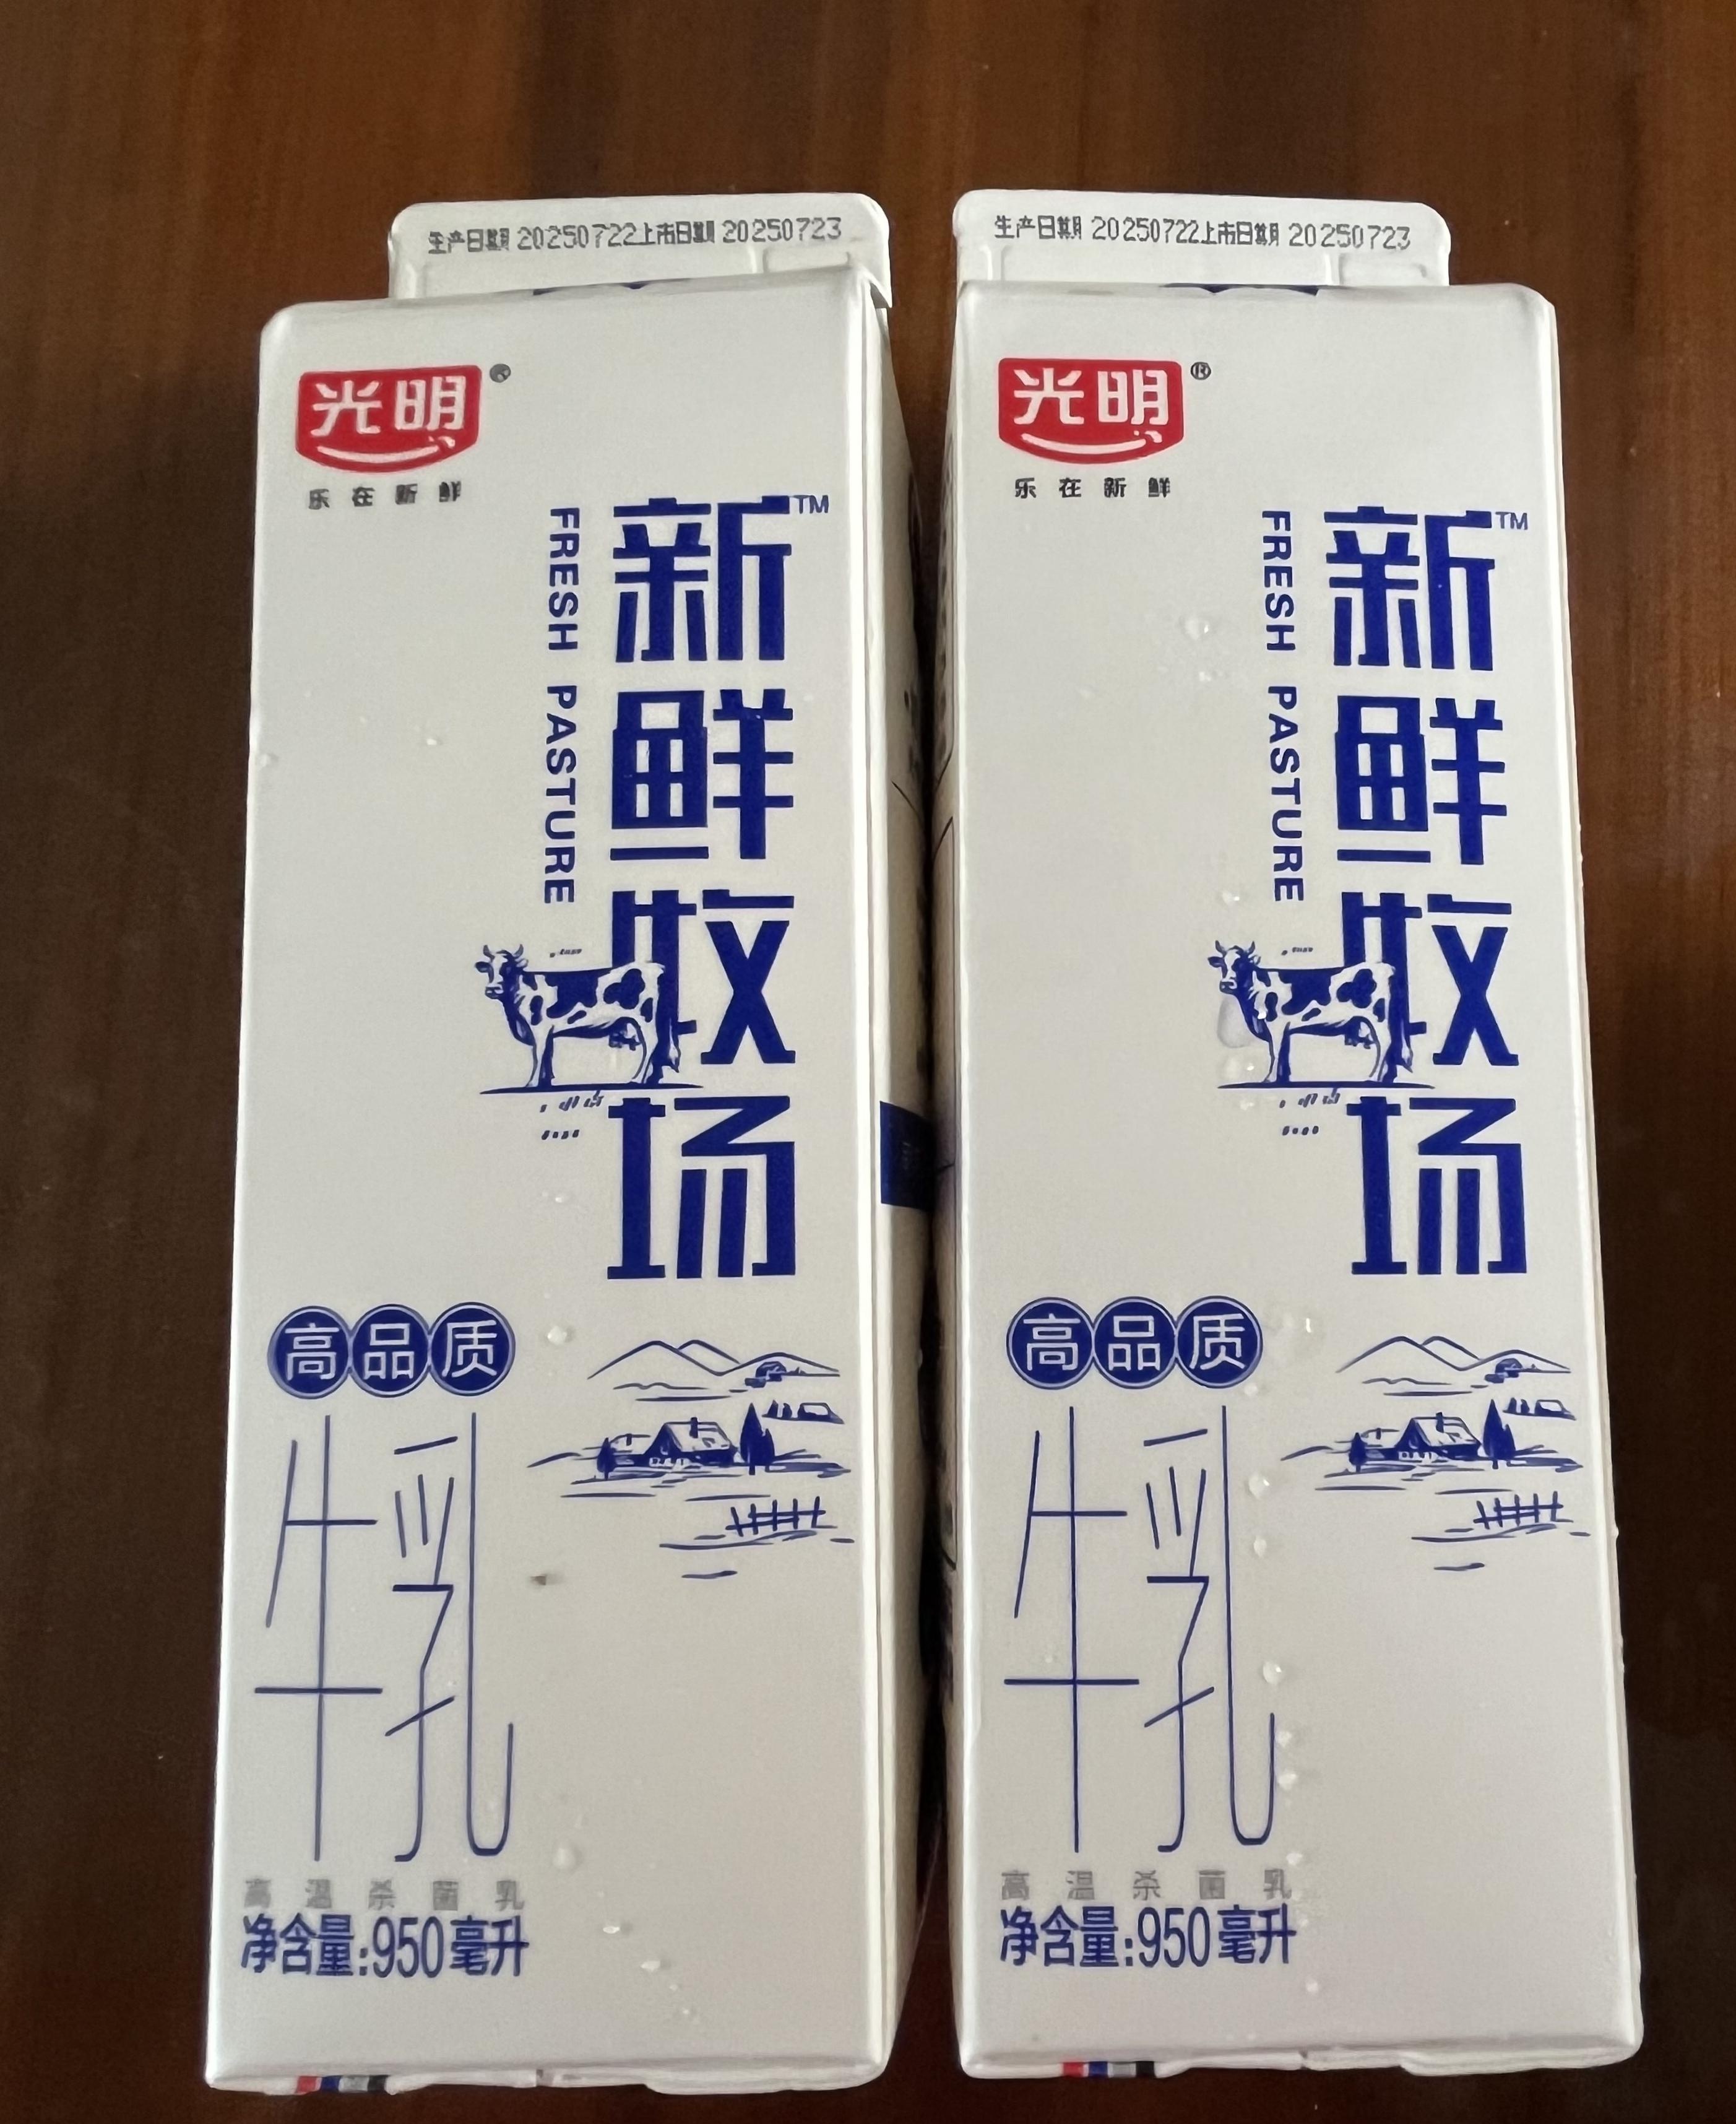 生产日期 20250722上市日期 20250723
光明®
乐在新鲜
新鲜牧场™
FRESH PASTURE
高品质
牛乳
高温杀菌乳
净含量:950毫升
生产日期 20250722上市日期 20250723
光明®
乐在新鲜
新鲜牧场™
FRESH PASTURE
高品质
牛乳
高温杀菌乳
净含量:950毫升